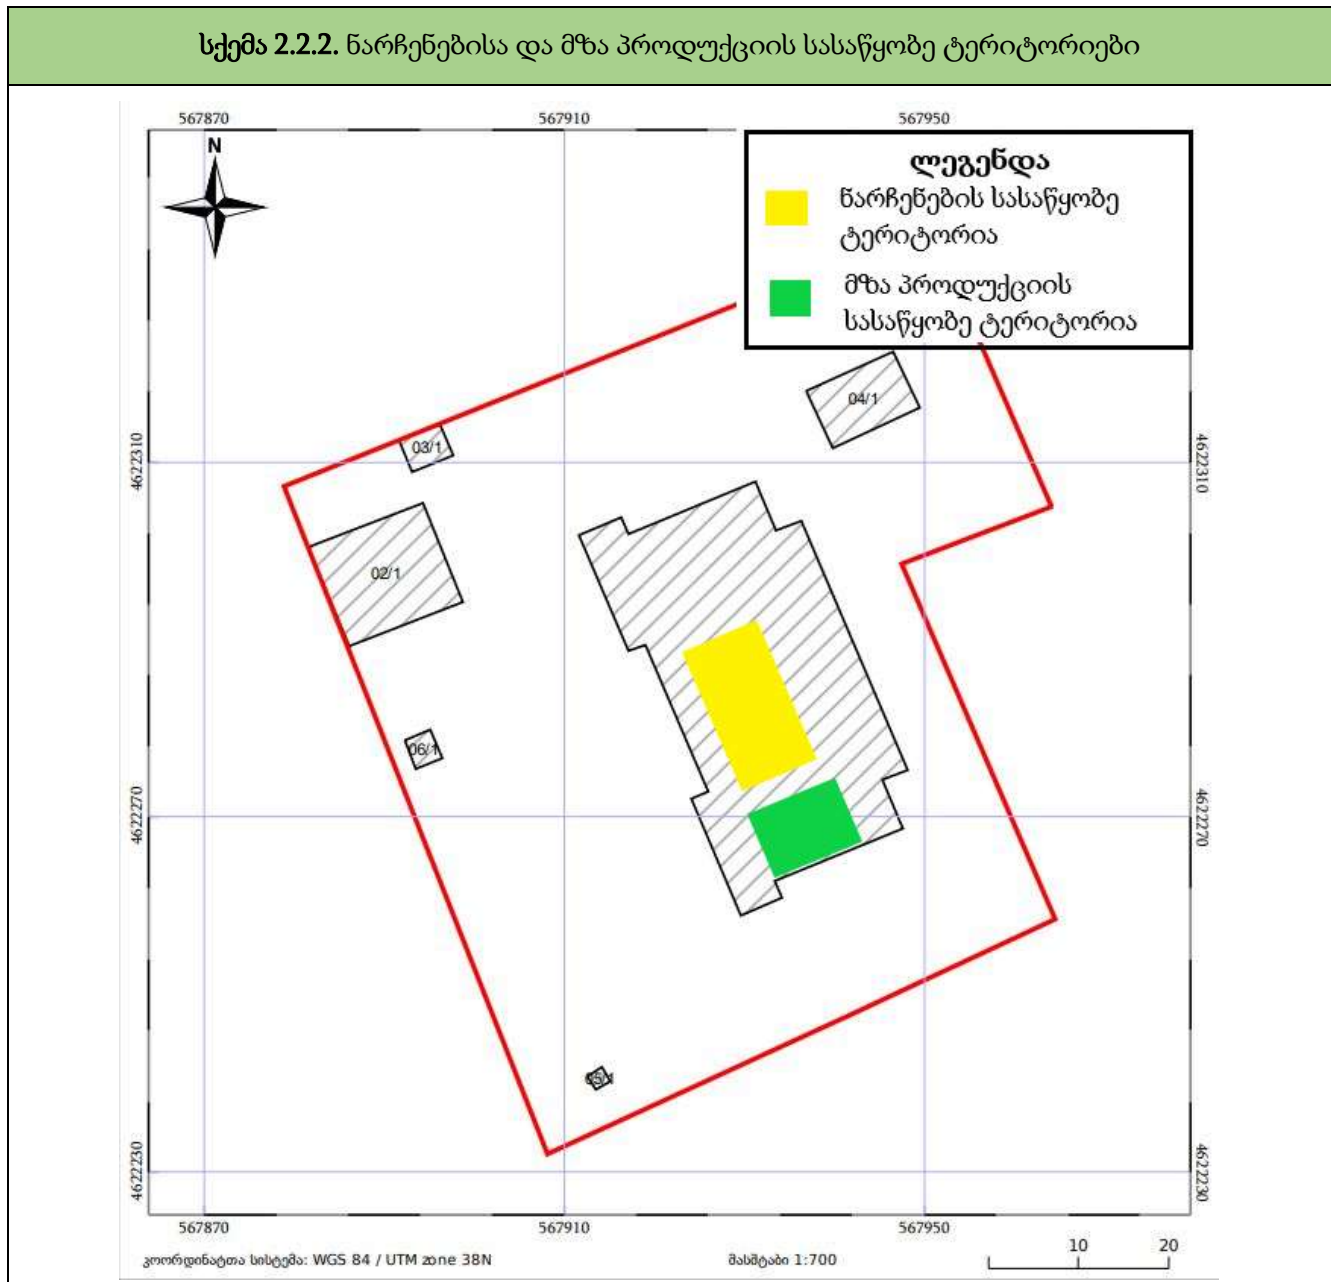 სქემა 2.2.2. ნარჩენებისა და მზა პროდუქციის სასაწყობე ტერიტორიები
567870 567910 567950
N
ლეგენდა
ნარჩენების სასაწყობე
ტერიტორია
მზა პროდუქციის
სასაწყობე ტერიტორია
04/1
03/1
4622310 4622310
02/1
06/1
4622270 4622270
05/1
4622230 4622230
567870 567910 567950
კოორდინატთა სისტემა: WGS 84 / UTM zone 38N მასშტაბი 1:700 10 20